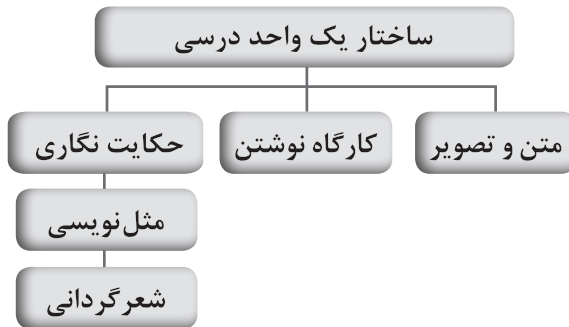 ساختار یک واحد درسی
متن و تصویر
کارگاه نوشتن
حکایت نگاری
مثل‌نویسی
شعرگردانی